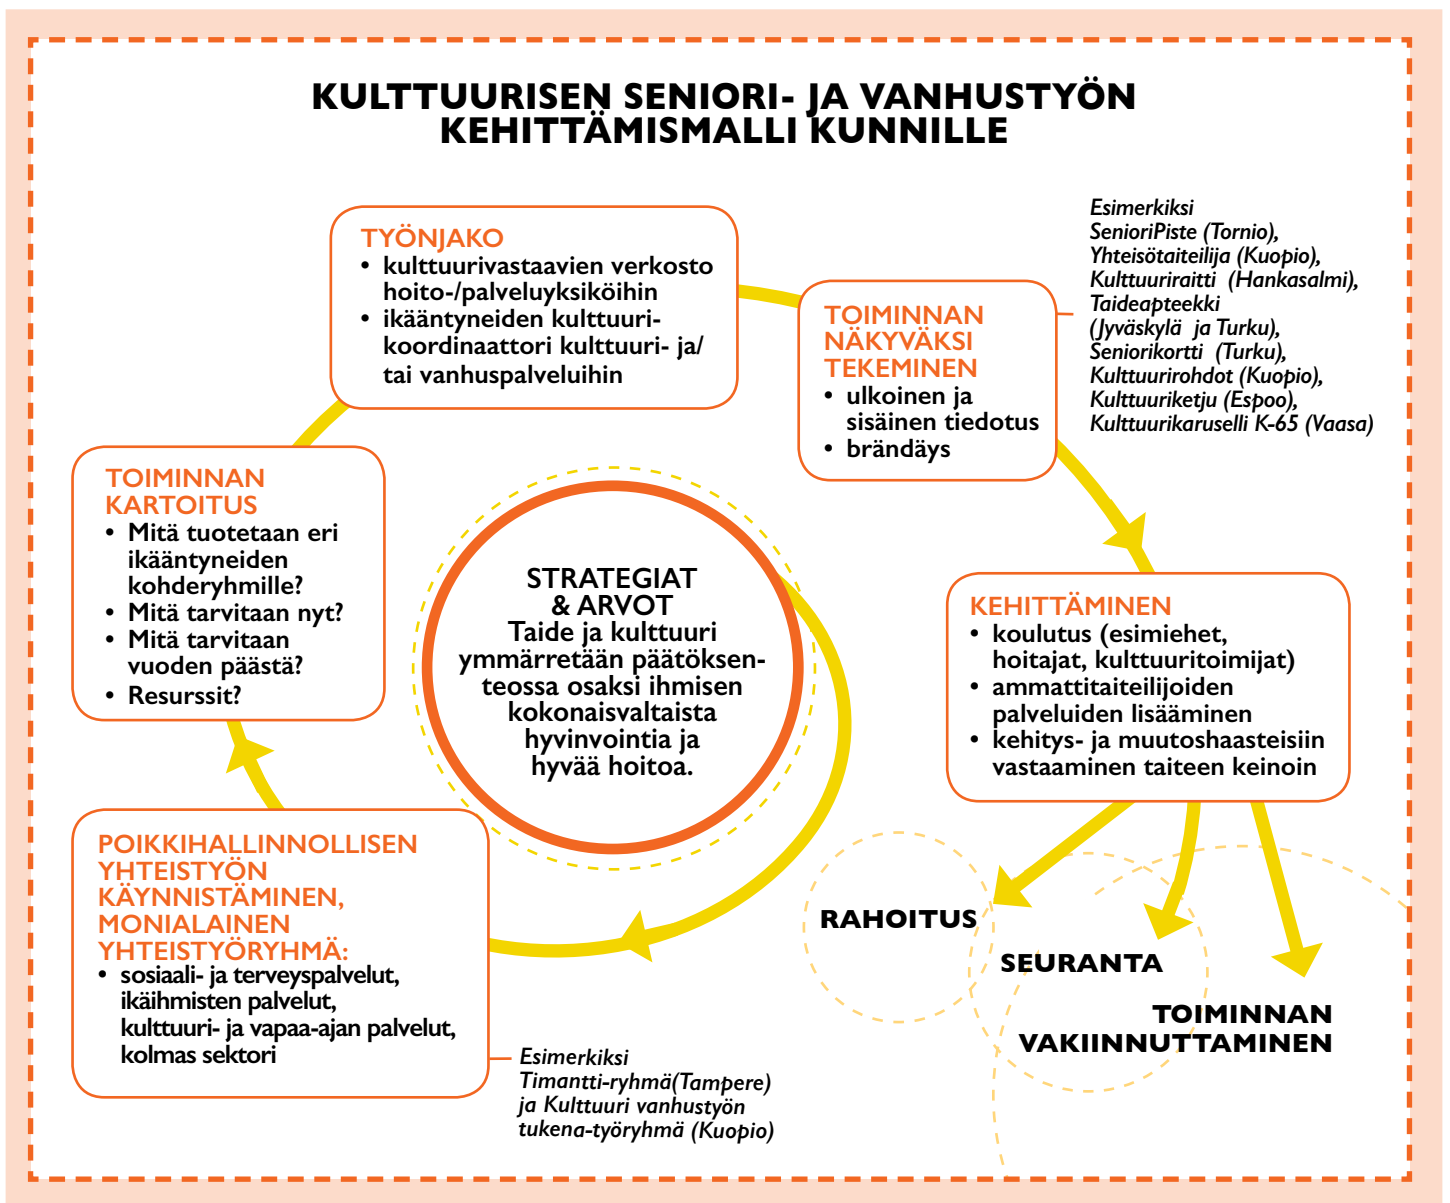 KULTTUURISEN SENIORI- JA VANHUSTYÖN
KEHITTÄMISMALLI KUNNILLE
TYÖNJAKO
• kulttuurivastaavien verkosto
hoito-/palveluyksiköihin
• ikääntyneiden kulttuuri-
koordinaattori kulttuuri- ja/
tai vanhuspalveluihin
TOIMINNAN
NÄKYVÄKSI
TEKEMINEN
• ulkoinen ja
sisäinen tiedotus
• brändäys
Esimerkiksi
SenioriPiste (Tornio),
Yhteisötaiteilija (Kuopio),
Kulttuuriraitti (Hankasalmi),
Taideapteekki
(Jyväskylä ja Turku),
Seniorikortti (Turku),
Kulttuurirohdot (Kuopio),
Kulttuuriketju (Espoo),
Kulttuurikaruselli K-65 (Vaasa)
TOIMINNAN
KARTOITUS
• Mitä tuotetaan eri
ikääntyneiden
kohderyhmille?
• Mitä tarvitaan nyt?
• Mitä tarvitaan
vuoden päästä?
• Resurssit?
STRATEGIAT
& ARVOT
Taide ja kulttuuri
ymmärretään päätöksen-
teossa osaksi ihmisen
kokonaisvaltaista
hyvinvointia ja
hyvää hoitoa.
KEHITTÄMINEN
• koulutus (esimiehet,
hoitajat, kulttuuritoimijat)
• ammattitaiteilijoiden
palveluiden lisääminen
• kehitys- ja muutoshaasteisiin
vastaaminen taiteen keinoin
POIKKIHALLINNOLLISEN
YHTEISTYÖN
KÄYNNISTÄMINEN,
MONIALAINEN
YHTEISTYÖRYHMÄ:
• sosiaali- ja terveyspalvelut,
ikäihmisten palvelut,
kulttuuri- ja vapaa-ajan palvelut,
kolmas sektori
Esimerkiksi
Timantti-ryhmä(Tampere)
ja Kulttuuri vanhustyön
tukena-työryhmä (Kuopio)
RAHOITUS
SEURANTA
TOIMINNAN
VAKIINNUTTAMINEN